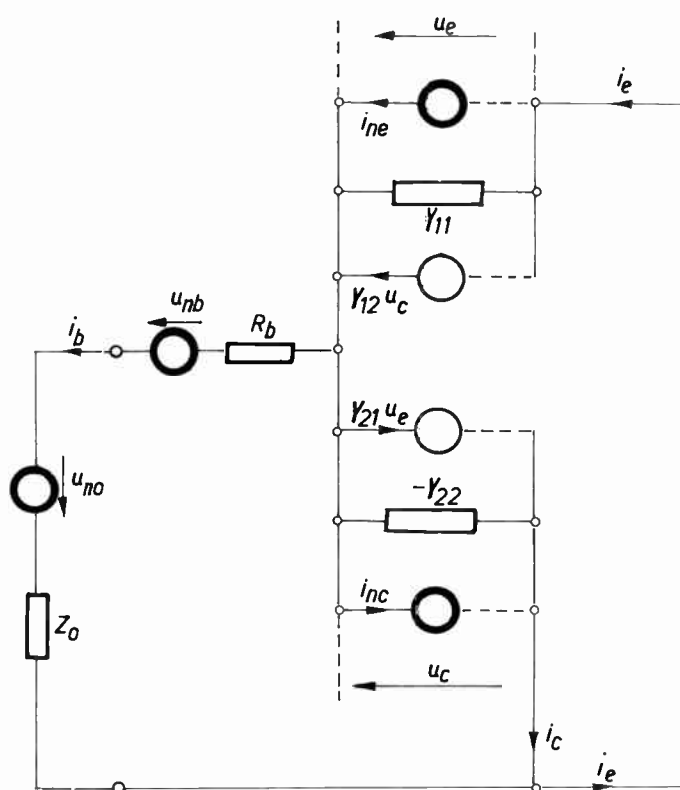 u_e
i_e
i_ne
Y_11
Y_12 u_c
u_nb
R_b
i_b
Y_21 u_e
-Y_22
u_no
i_nc
Z_o
u_c
i_c
i_e